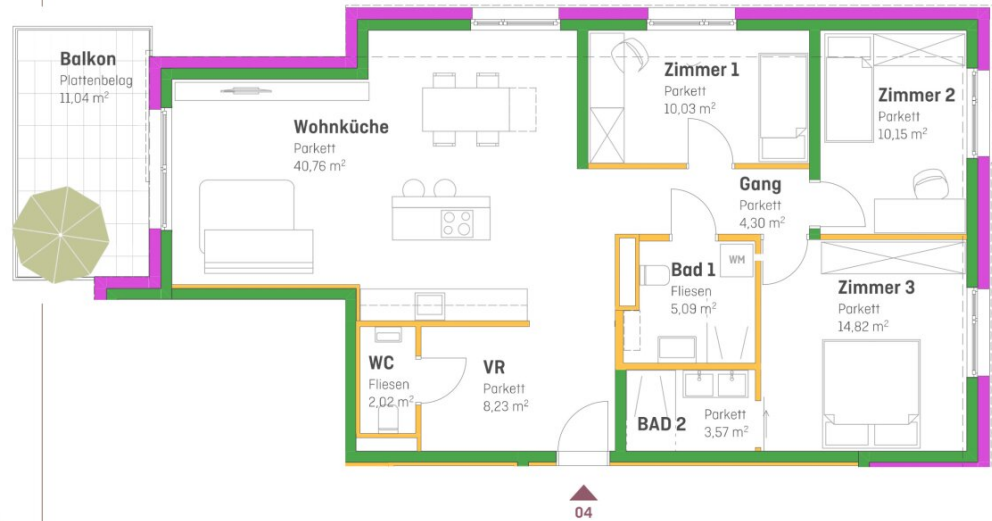 Balkon
Plattenbelag
11,04 m²
Wohnküche
Parkett
40,76 m²
Zimmer 1
Parkett
10,03 m²
Zimmer 2
Parkett
10,15 m²
Gang
Parkett
4,30 m²
Bad 1
Fliesen
5,09 m²
WM
Zimmer 3
Parkett
14,82 m²
WC
Fliesen
2,02 m²
VR
Parkett
8,23 m²
BAD 2
Parkett
3,57 m²
04